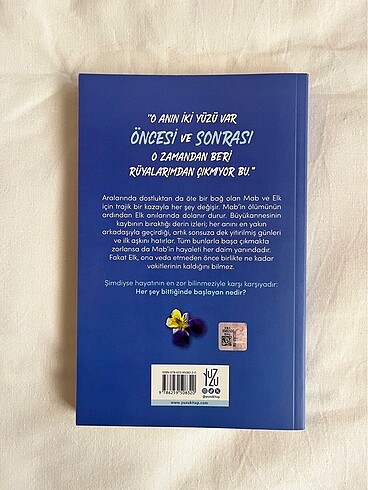 "O ANIN İKİ YÜZÜ VAR
ÖNCESİ VE SONRASI
O ZAMANDAN BERİ
RÜYALARIMDAN ÇIKMIYOR BU."
Aralarında dostluktan da öte bir bağ olan Mab ve Elk
için trajik bir kazayla her şey değişir. Mab'in ölümünün
ardından Elk anılarında dolanır durur. Büyükannesinin
kaybının bıraktığı derin izleri; her anını en yakın
arkadaşıyla geçirdiği, artık sonsuza dek yitirilmiş günleri
ve ilk aşkını hatırlar. Tüm bunlarla başa çıkmakta
zorlansa da Mab'in hayaleti her daim yanındadır.
Fakat Elk, ona veda etmeden önce birlikte ne kadar
vakitlerinin kaldığını bilmez.
Şimdiyse hayatının en zor bilinmeziyle karşı karşıyadır:
Her şey bittiğinde başlayan nedir?
YUZU
@yuzukitap
www.yuzukitap.com